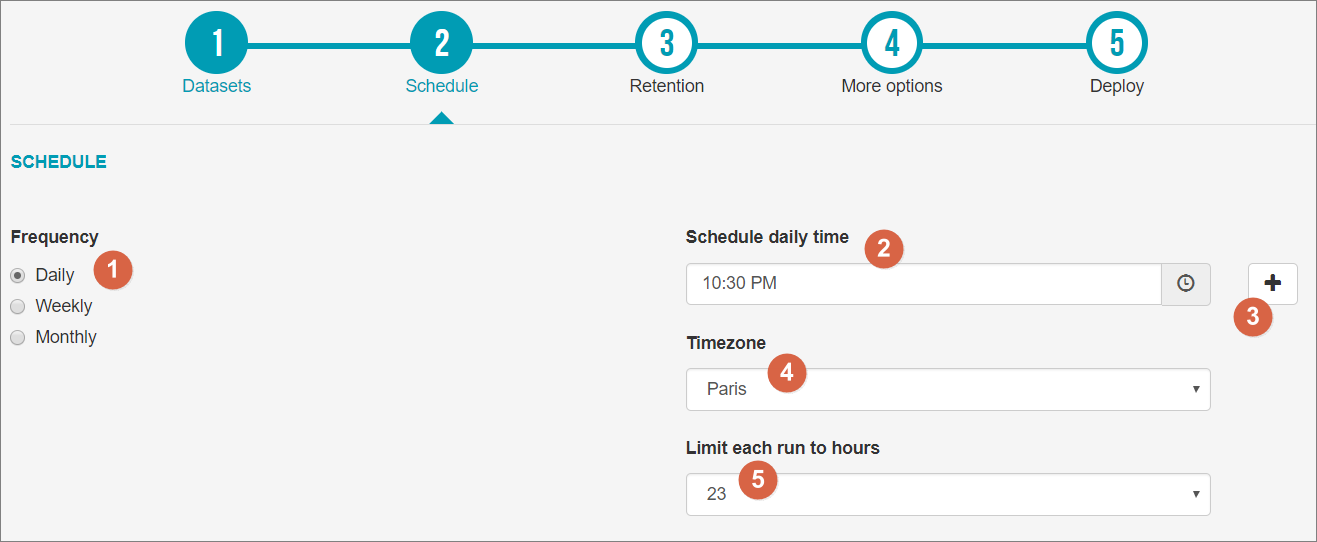 1 2 3 4 5
Datasets Schedule Retention More options Deploy
SCHEDULE
Frequency
Daily 1
Weekly
Monthly
Schedule daily time 2
10:30 PM
3
Timezone
4
Paris
Limit each run to hours
5
23